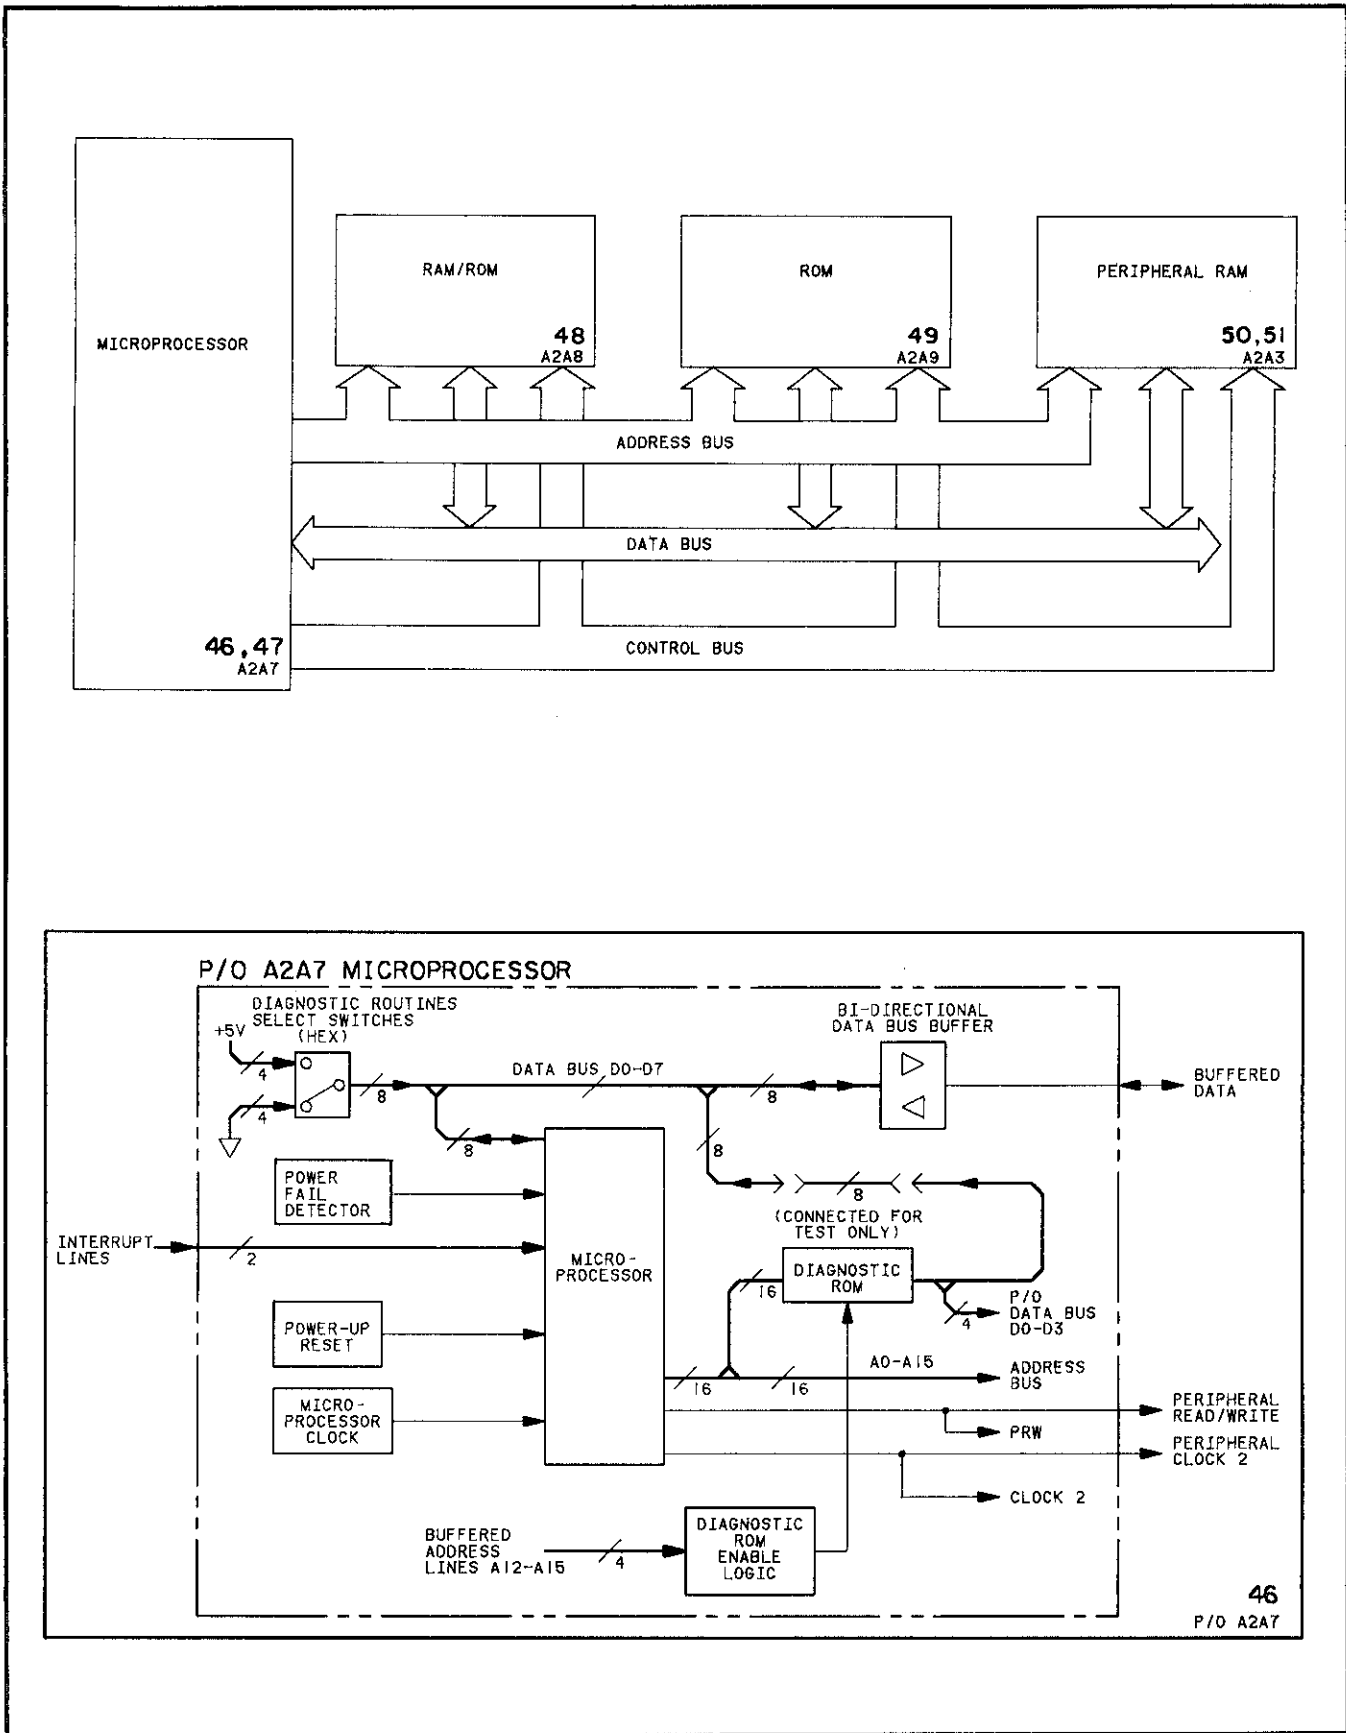 RAM/ROM
48
A2A8
ROM
49
A2A9
PERIPHERAL RAM
50,51
A2A3
MICROPROCESSOR
46,47
A2A7
ADDRESS BUS
DATA BUS
CONTROL BUS
P/O A2A7 MICROPROCESSOR
DIAGNOSTIC ROUTINES
SELECT SWITCHES
(HEX)
+5V
4
4
8
DATA BUS D0-D7
8
8
8
BI-DIRECTIONAL
DATA BUS BUFFER
BUFFERED
DATA
POWER
FAIL
DETECTOR
8
(CONNECTED FOR
TEST ONLY)
INTERRUPT
LINES
2
MICRO-
PROCESSOR
16
DIAGNOSTIC
ROM
4
P/O
DATA BUS
D0-D3
POWER-UP
RESET
16
16
A0-A15
ADDRESS
BUS
MICRO-
PROCESSOR
CLOCK
PERIPHERAL
READ/WRITE
PRW
PERIPHERAL
CLOCK 2
CLOCK 2
BUFFERED
ADDRESS
LINES A12-A15
4
DIAGNOSTIC
ROM
ENABLE
LOGIC
46
P/O A2A7